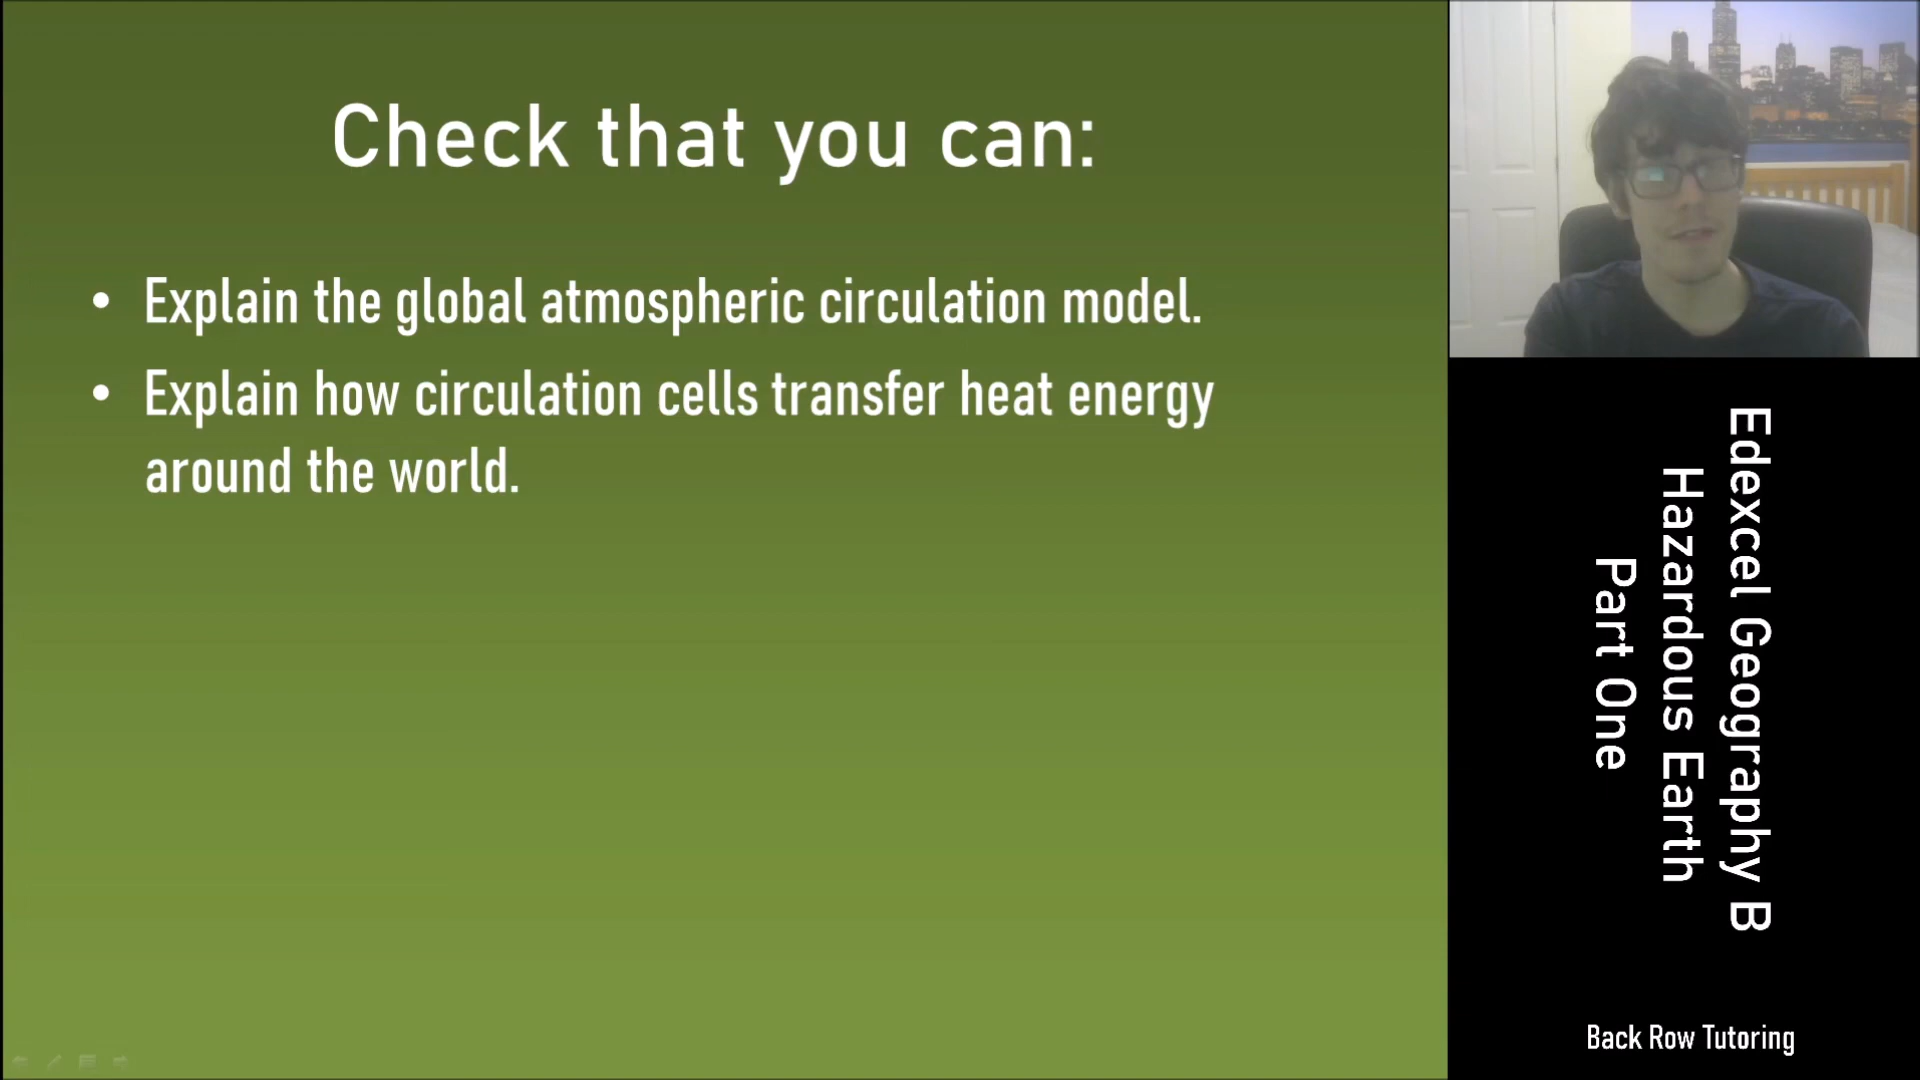 Check that you can:
• Explain the global atmospheric circulation model.
• Explain how circulation cells transfer heat energy
around the world.
Edexcel Geography B
Hazardous Earth
Part One
Back Row Tutoring